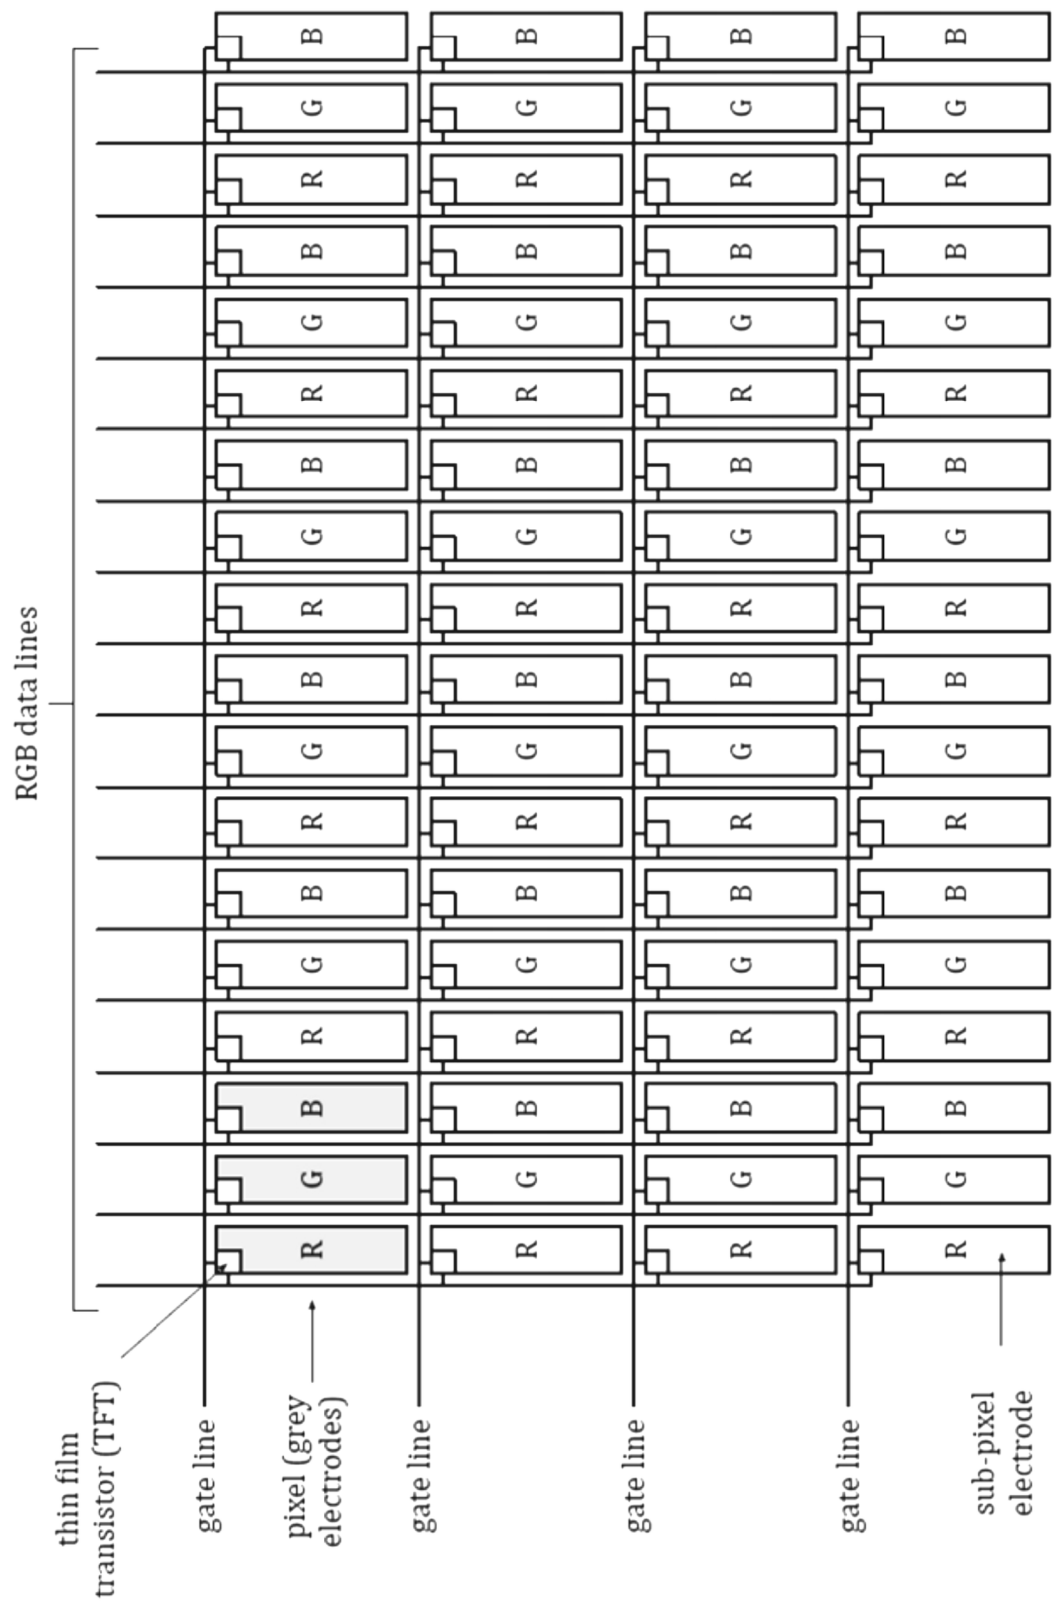 RGB data lines
thin film
transistor (TFT)
gate line
pixel (grey
electrodes)
R G B R G B R G B R G B R G B R G B
gate line
R G B R G B R G B R G B R G B R G B
gate line
R G B R G B R G B R G B R G B R G B
gate line
R G B R G B R G B R G B R G B R G B
sub-pixel
electrode